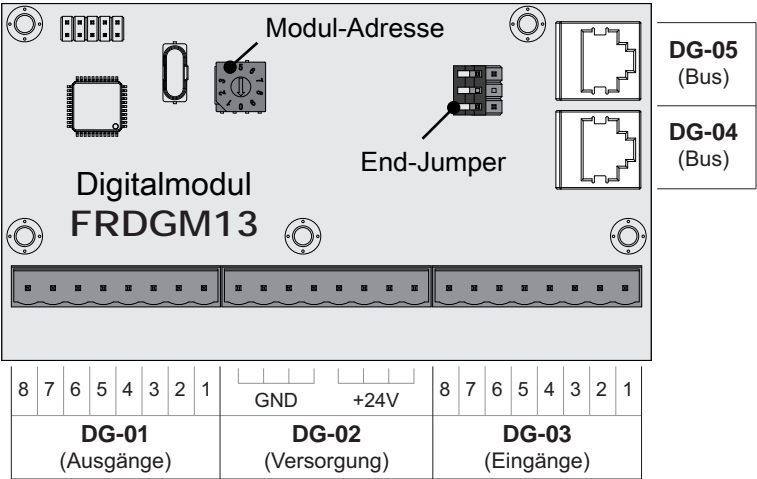 Modul-Adresse
End-Jumper
Digitalmodul
FRDGM13
DG-05
(Bus)
DG-04
(Bus)
8 7 6 5 4 3 2 1
GND +24V
8 7 6 5 4 3 2 1
DG-01
(Ausgänge)
DG-02
(Versorgung)
DG-03
(Eingänge)